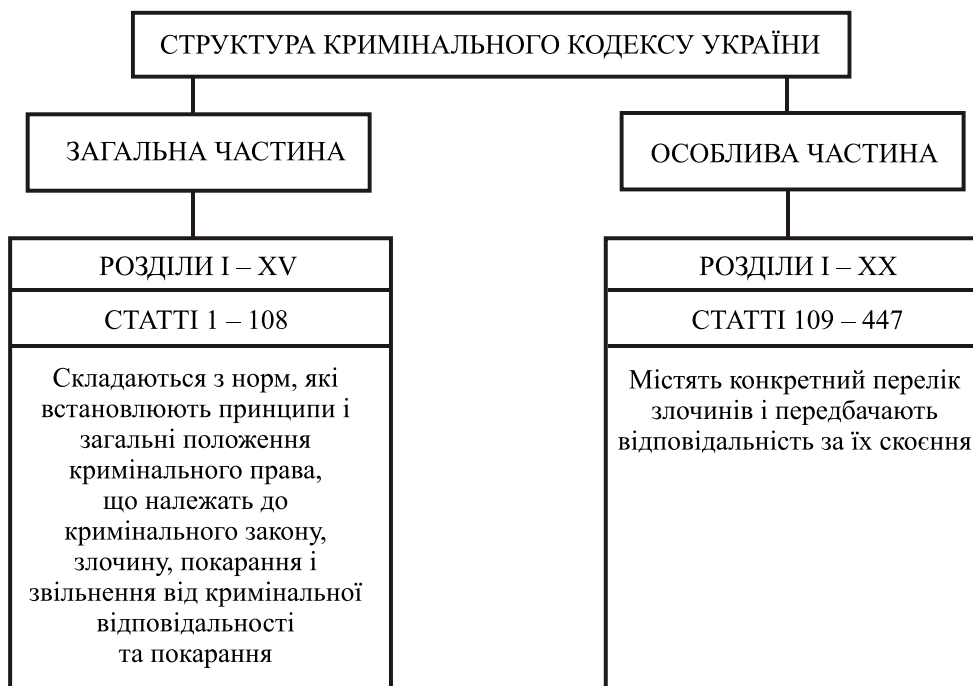 СТРУКТУРА КРИМІНАЛЬНОГО КОДЕКСУ УКРАЇНИ
ЗАГАЛЬНА ЧАСТИНА
РОЗДІЛИ I – XV
СТАТТІ 1 – 108
Складаються з норм, які
встановлюють принципи і
загальні положення
кримінального права,
що належать до
кримінального закону,
злочину, покарання і
звільнення від кримінальної
відповідальності
та покарання
ОСОБЛИВА ЧАСТИНА
РОЗДІЛИ I – XX
СТАТТІ 109 – 447
Містять конкретний перелік
злочинів і передбачають
відповідальність за їх скоєння